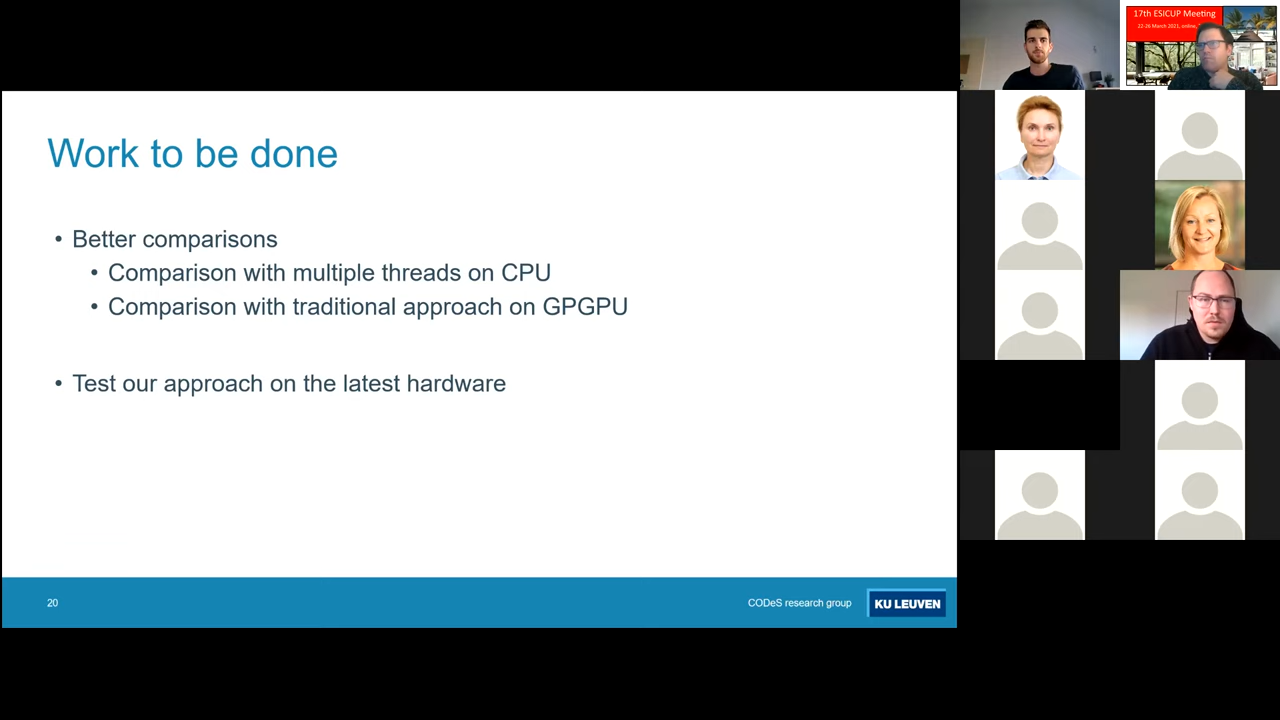 17th ESICUP Meeting
22-26 March 2021, online,
Work to be done
• Better comparisons
• Comparison with multiple threads on CPU
• Comparison with traditional approach on GPGPU
• Test our approach on the latest hardware
20
CODeS research group
KU LEUVEN